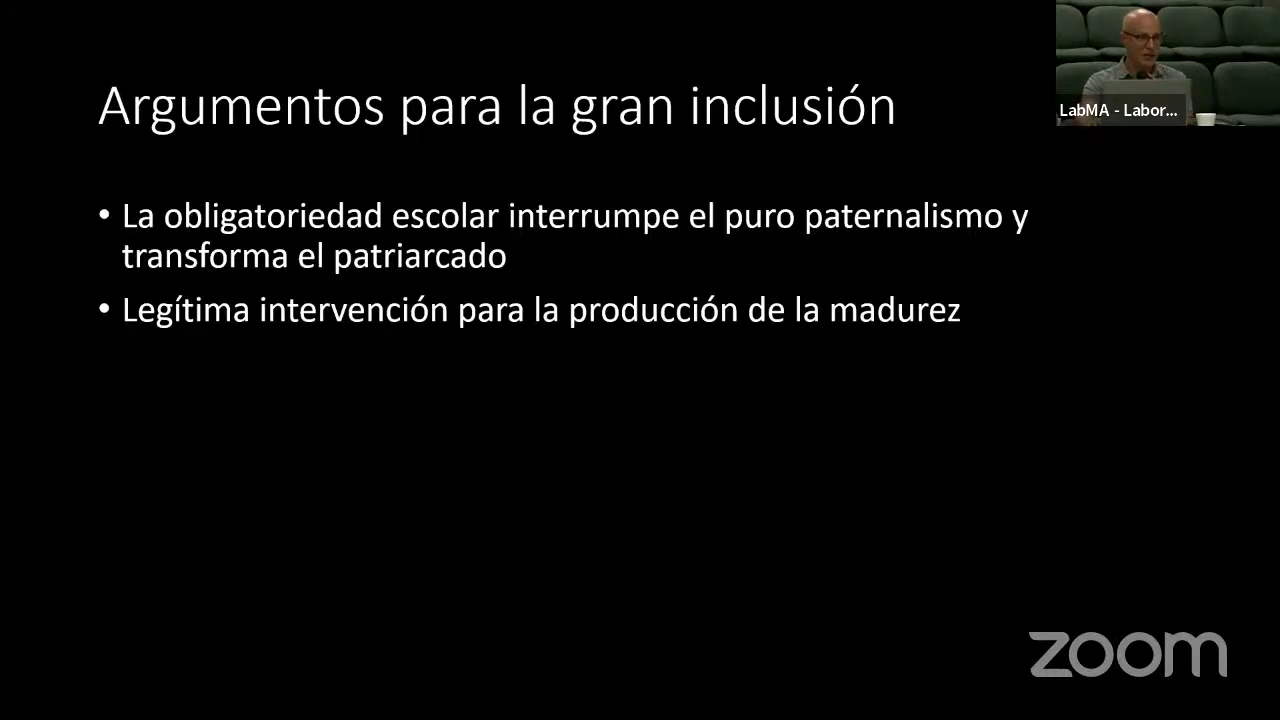 Argumentos para la gran inclusión
LabMA - Labor...
• La obligatoriedad escolar interrumpe el puro paternalismo y
transforma el patriarcado
• Legítima intervención para la producción de la madurez
zoom